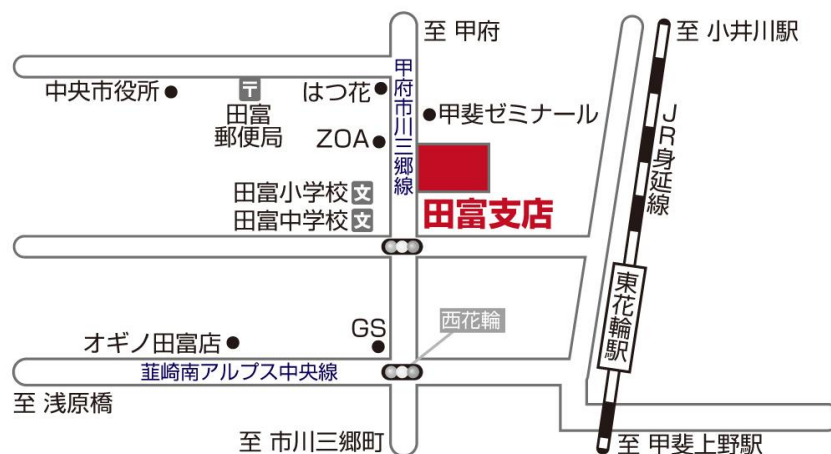 至 甲府
至 小井川駅
中央市役所
〒
田富
郵便局
はつ花
甲府市川三郷線
甲斐ゼミナール
ZOA
JR身延線
田富小学校 文
田富中学校 文
田富支店
東花輪駅
西花輪
GS
オギノ田富店
韮崎南アルプス中央線
至 浅原橋
至 市川三郷町
至 甲斐上野駅